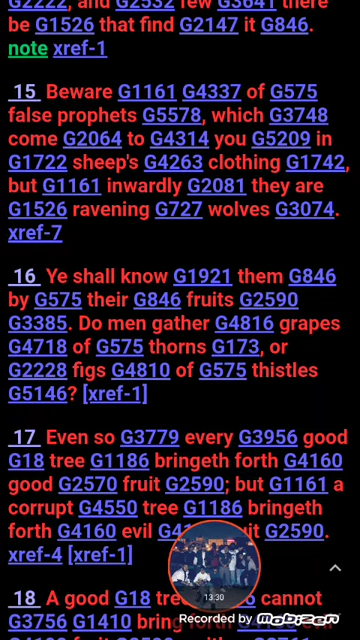 G2222, and G2532 few G3641 there
be G1526 that find G2147 it G846.
note xref-1
15 Beware G1161 G4337 of G575
false prophets G5578, which G3748
come G2064 to G4314 you G5209 in
G1722 sheep's G4263 clothing G1742,
but G1161 inwardly G2081 they are
G1526 ravening G727 wolves G3074.
xref-7
16 Ye shall know G1921 them G846
by G575 their G846 fruits G2590
G3385. Do men gather G4816 grapes
G4718 of G575 thorns G173, or
G2228 figs G4810 of G575 thistles
G5146? [xref-1]
17 Even so G3779 every G3956 good
G18 tree G1186 bringeth forth G4160
good G2570 fruit G2590; but G1161 a
corrupt G4550 tree G1186 bringeth
forth G4160 evil G2590.
xref-4 [xref-1]
13:30
18 A good G18 cannot
G3756 G1410 bring
Recorded by Mobizen